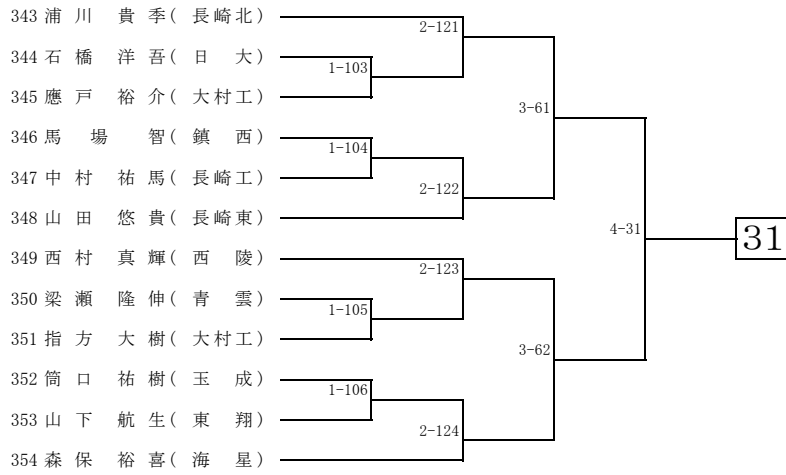 343 浦 川 貴 季( 長崎北)
2-121
344 石 橋 洋 吾( 日 大)
1-103
345 應 戸 裕 介( 大村工)
3-61
346 馬 場 智( 鎮 西)
1-104
347 中 村 祐 馬( 長崎工)
2-122
348 山 田 悠 貴( 長崎東)
4-31
31
349 西 村 真 輝( 西 陵)
2-123
350 梁 瀬 隆 伸( 青 雲)
1-105
351 指 方 大 樹( 大村工)
3-62
352 筒 口 祐 樹( 玉 成)
1-106
353 山 下 航 生( 東 翔)
2-124
354 森 保 裕 喜( 海 星)